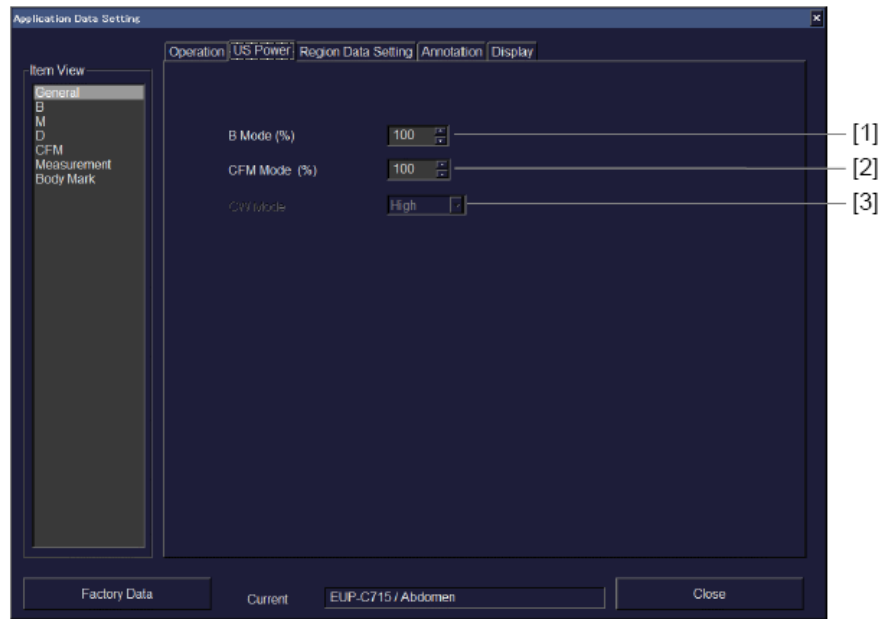 Application Data Setting
Operation US Power Region Data Setting Annotation Display
Item View
General
B
M
D
CFM
Measurement
Body Mark
B Mode (%) 100 [1]
CFM Mode (%) 100 [2]
CW Mode High [3]
Factory Data Current EUP-C715 / Abdomen Close